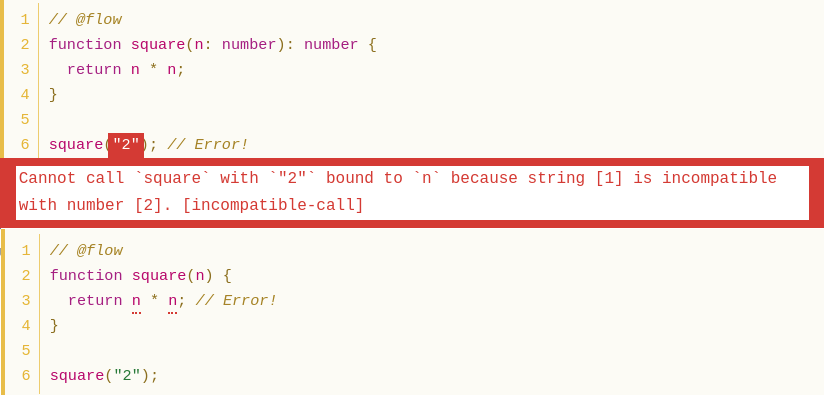 1 // @flow
2 function square(n: number): number {
3   return n * n;
4 }
5
6 square("2"); // Error!
Cannot call `square` with `"2"` bound to `n` because string [1] is incompatible
with number [2]. [incompatible-call]
1 // @flow
2 function square(n) {
3   return n * n; // Error!
4 }
5
6 square("2");